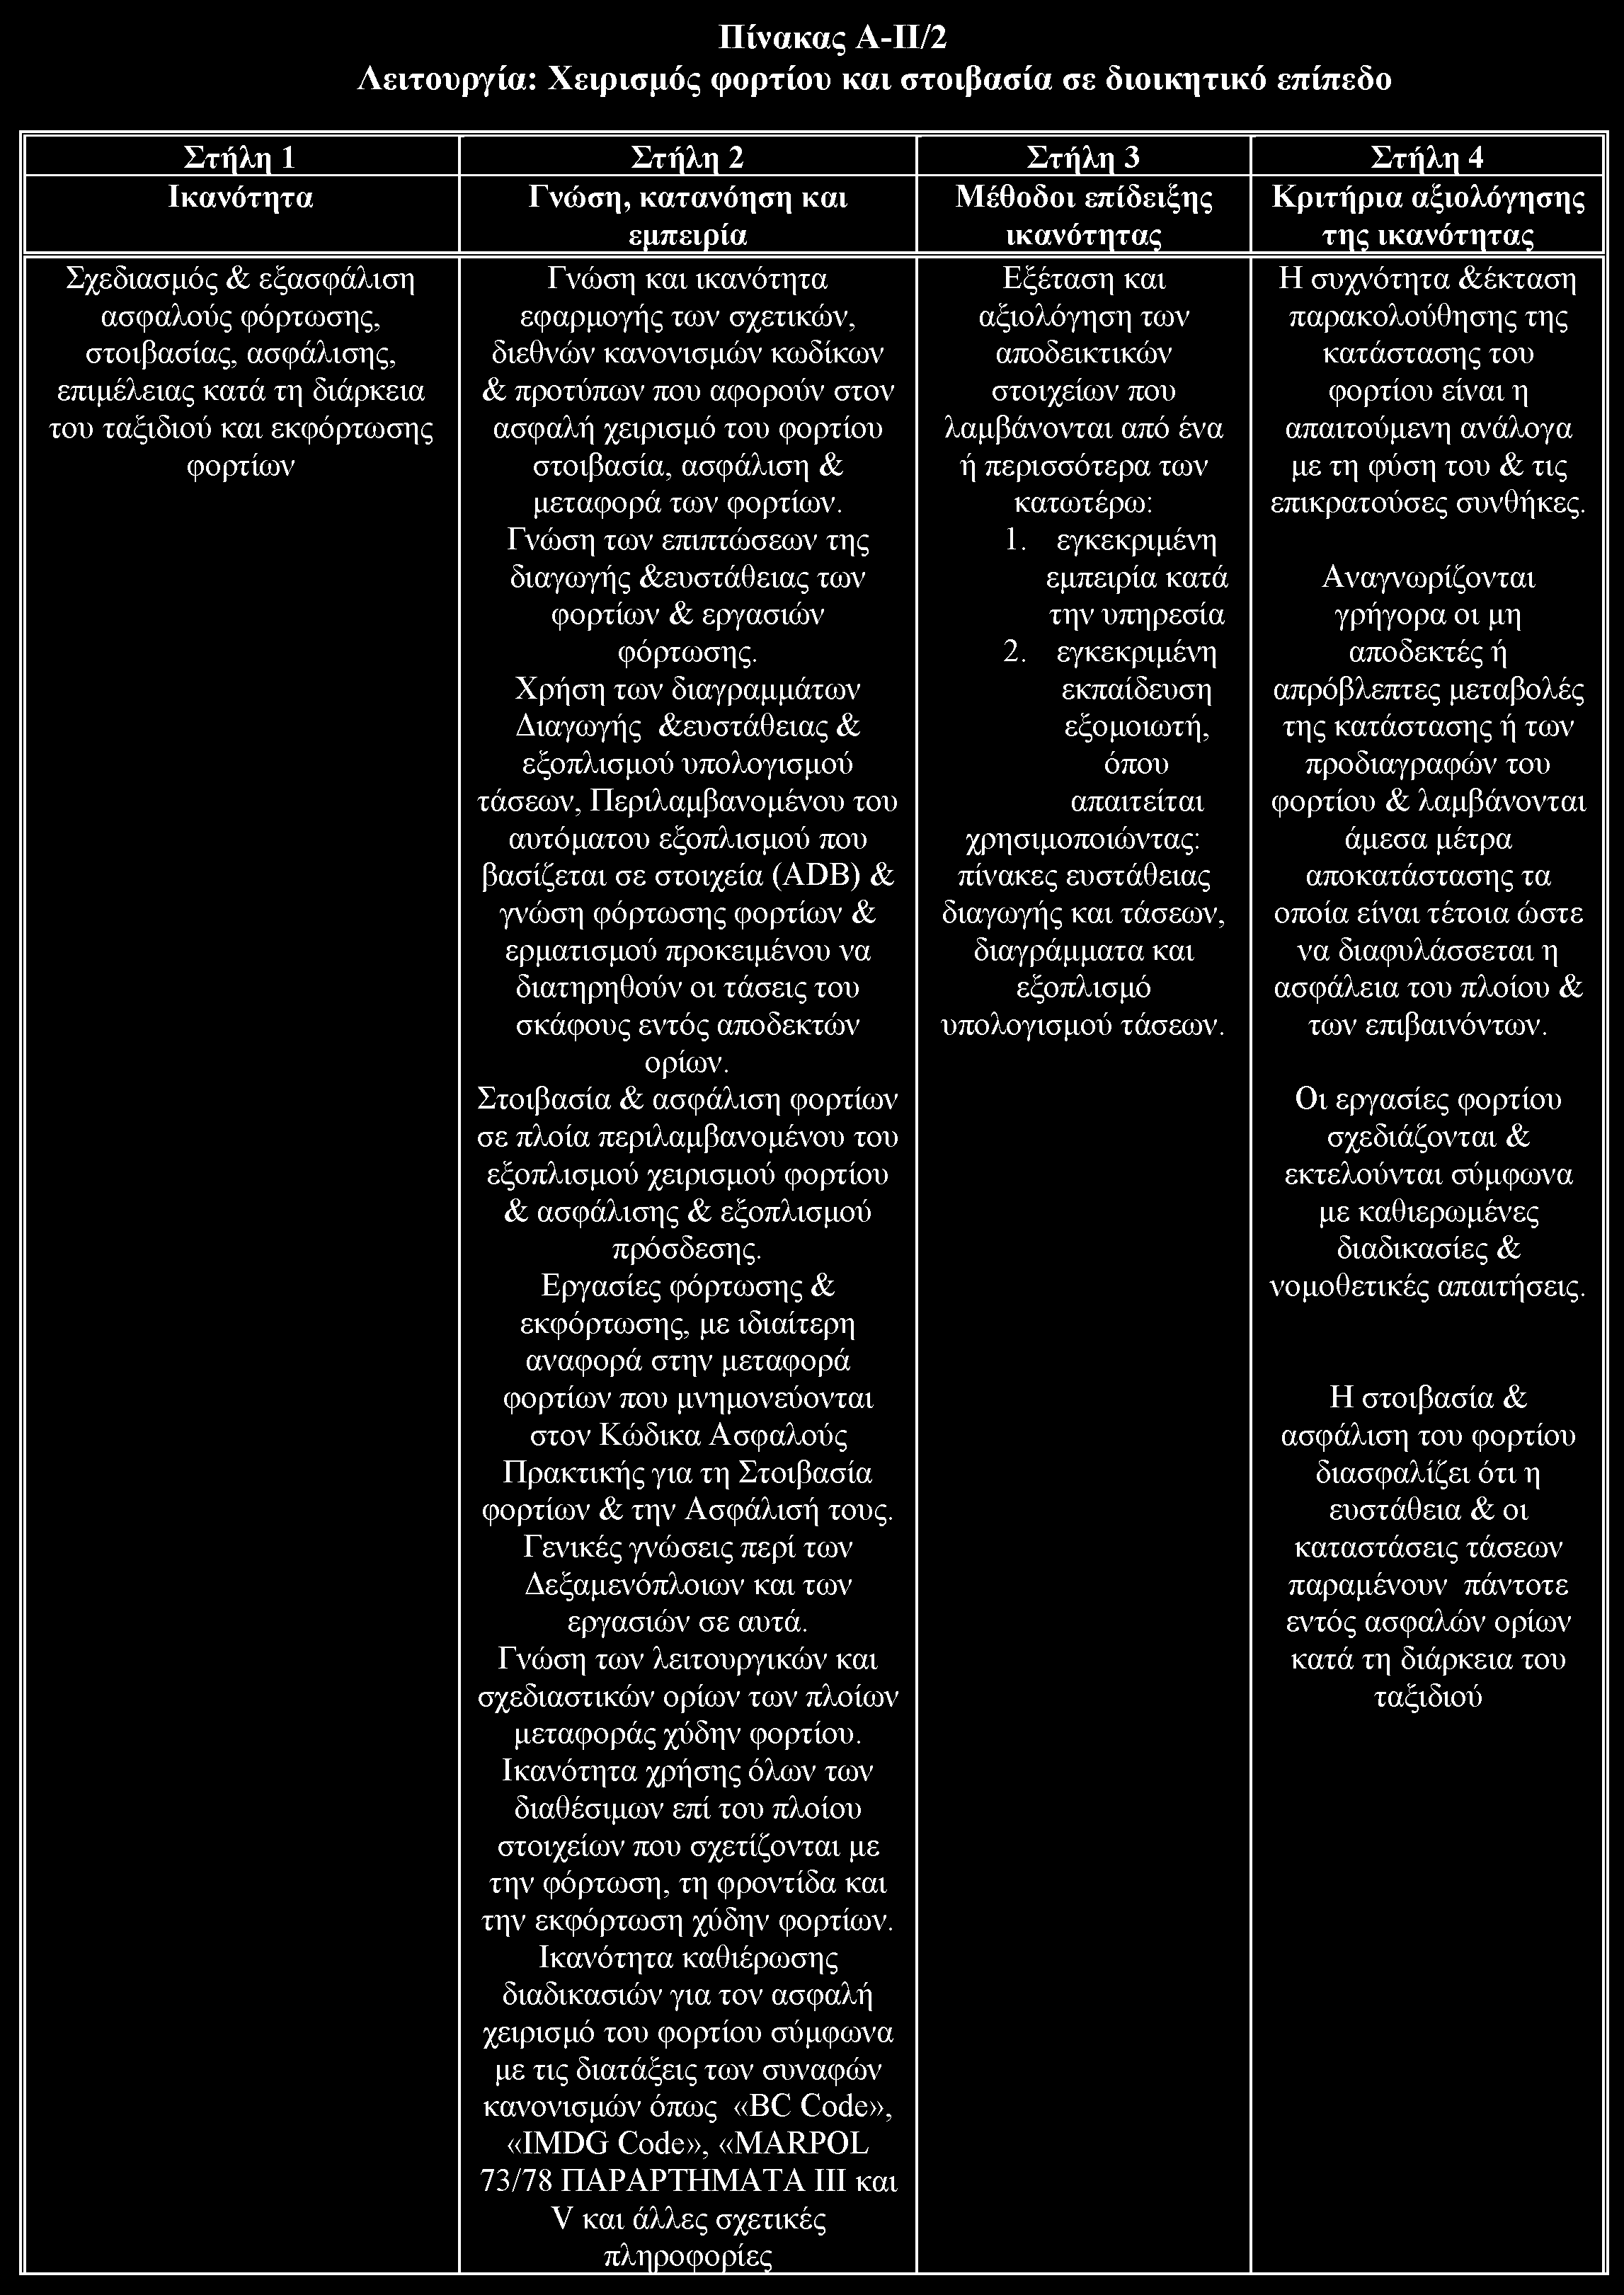 Πίνακας Α-ΙΙ/2
Λειτουργία: Χειρισμός φορτίου και στοιβασία σε διοικητικό επίπεδο
Στήλη 1
Ικανότητα
Σχεδιασμός & εξασφάλιση
ασφαλούς φόρτωσης,
στοιβασίας, ασφάλισης,
επιμέλειας κατά τη διάρκεια
του ταξιδιού και εκφόρτωσης
φορτίων
Στήλη 2
Γνώση, κατανόηση και
εμπειρία
Γνώση και ικανότητα
εφαρμογής των σχετικών,
διεθνών κανονισμών κωδίκων
& προτύπων που αφορούν στον
ασφαλή χειρισμό του φορτίου
στοιβασία, ασφάλιση &
μεταφορά των φορτίων.
Γνώση των επιπτώσεων της
διαγωγής &ευστάθειας των
φορτίων & εργασιών
φόρτωσης.
Χρήση των διαγραμμάτων
Διαγωγής &ευστάθειας &
εξοπλισμού υπολογισμού
τάσεων, Περιλαμβανομένου του
αυτόματου εξοπλισμού που
βασίζεται σε στοιχεία (ADB) &
γνώση φόρτωσης φορτίων &
ερματισμού προκειμένου να
διατηρηθούν οι τάσεις του
σκάφους εντός αποδεκτών
ορίων.
Στοιβασία & ασφάλιση φορτίων
σε πλοία περιλαμβανομένου του
εξοπλισμού χειρισμού φορτίου
& ασφάλισης & εξοπλισμού
πρόσδεσης.
Εργασίες φόρτωσης &
εκφόρτωσης, με ιδιαίτερη
αναφορά στην μεταφορά
φορτίων που μνημονεύονται
στον Κώδικα Ασφαλούς
Πρακτικής για τη Στοιβασία
φορτίων & την Ασφάλισή τους.
Γενικές γνώσεις περί των
Δεξαμενόπλοιων και των
εργασιών σε αυτά.
Γνώση των λειτουργικών και
σχεδιαστικών ορίων των πλοίων
μεταφοράς χύδην φορτίου.
Ικανότητα χρήσης όλων των
διαθέσιμων επί του πλοίου
στοιχείων που σχετίζονται με
την φόρτωση, τη φροντίδα και
την εκφόρτωση χύδην φορτίων.
Ικανότητα καθιέρωσης
διαδικασιών για τον ασφαλή
χειρισμό του φορτίου σύμφωνα
με τις διατάξεις των συναφών
κανονισμών όπως «BC Code»,
«IMDG Code», «MARPOL
73/78 ΠΑΡΑΡΤΗΜΑΤΑ ΙΙΙ και
V και άλλες σχετικές
πληροφορίες
Στήλη 3
Μέθοδοι επίδειξης
ικανότητας
Εξέταση και
αξιολόγηση των
αποδεικτικών
στοιχείων που
λαμβάνονται από ένα
ή περισσότερα των
κατωτέρω:
1. εγκεκριμένη
εμπειρία κατά
την υπηρεσία
2. εγκεκριμένη
εκπαίδευση
εξομοιωτή,
όπου
απαιτείται
χρησιμοποιώντας:
πίνακες ευστάθειας
διαγωγής και τάσεων,
διαγράμματα και
εξοπλισμό
υπολογισμού τάσεων.
Στήλη 4
Κριτήρια αξιολόγησης
της ικανότητας
Η συχνότητα &έκταση
παρακολούθησης της
κατάστασης του
φορτίου είναι η
απαιτούμενη ανάλογα
με τη φύση του & τις
επικρατούσες συνθήκες.
Αναγνωρίζονται
γρήγορα οι μη
αποδεκτές ή
απρόβλεπτες μεταβολές
της κατάστασης ή των
προδιαγραφών του
φορτίου & λαμβάνονται
άμεσα μέτρα
αποκατάστασης τα
οποία είναι τέτοια ώστε
να διαφυλάσσεται η
ασφάλεια του πλοίου &
των επιβαινόντων.
Οι εργασίες φορτίου
σχεδιάζονται &
εκτελούνται σύμφωνα
με καθιερωμένες
διαδικασίες &
νομοθετικές απαιτήσεις.
Η στοιβασία &
ασφάλιση του φορτίου
διασφαλίζει ότι η
ευστάθεια & οι
καταστάσεις τάσεων
παραμένουν πάντοτε
εντός ασφαλών ορίων
κατά τη διάρκεια του
ταξιδιού